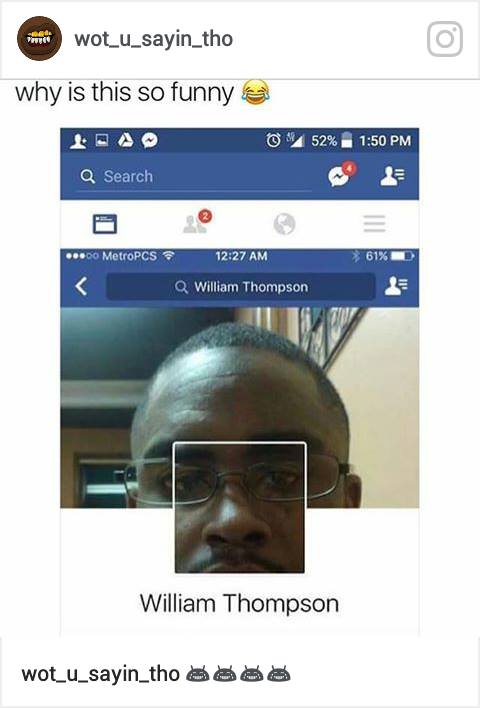 wot_u_sayin_tho
why is this so funny 😂
4G 52% 1:50 PM
Search
4
2
MetroPCS 12:27 AM 61%
William Thompson
William Thompson
wot_u_sayin_tho